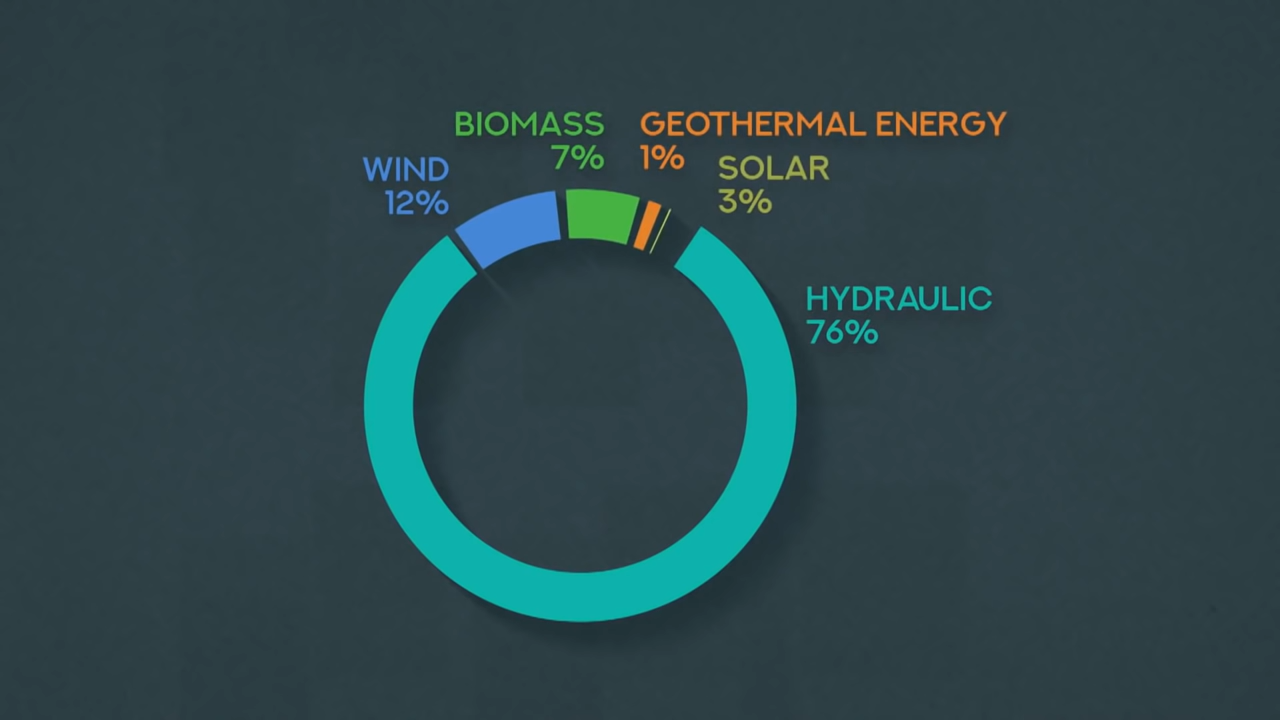 BIOMASS
7%
GEOTHERMAL ENERGY
1%
WIND
12%
SOLAR
3%
HYDRAULIC
76%